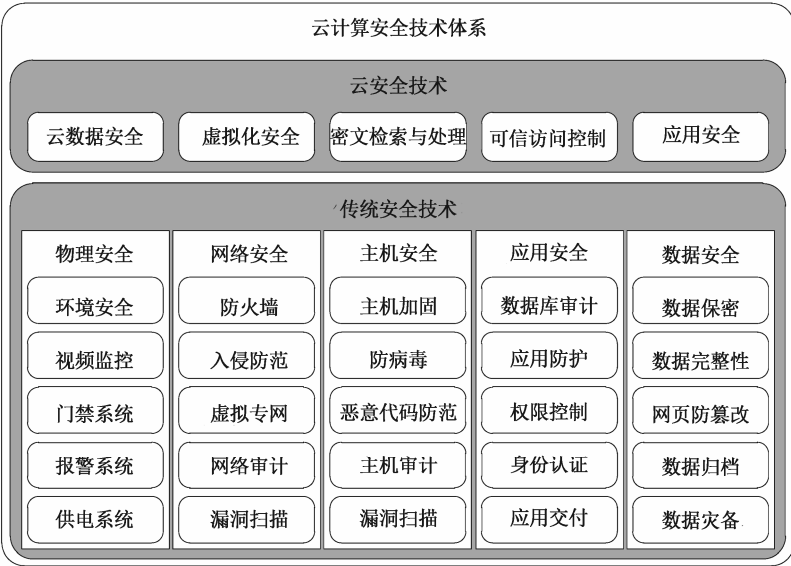 云计算安全技术体系
云安全技术
云数据安全
虚拟化安全
密文检索与处理
可信访问控制
应用安全
传统安全技术
物理安全
环境安全
视频监控
门禁系统
报警系统
供电系统
网络安全
防火墙
入侵防范
虚拟专网
网络审计
漏洞扫描
主机安全
主机加固
防病毒
恶意代码防范
主机审计
漏洞扫描
应用安全
数据库审计
应用防护
权限控制
身份认证
应用交付
数据安全
数据保密
数据完整性
网页防篡改
数据归档
数据灾备